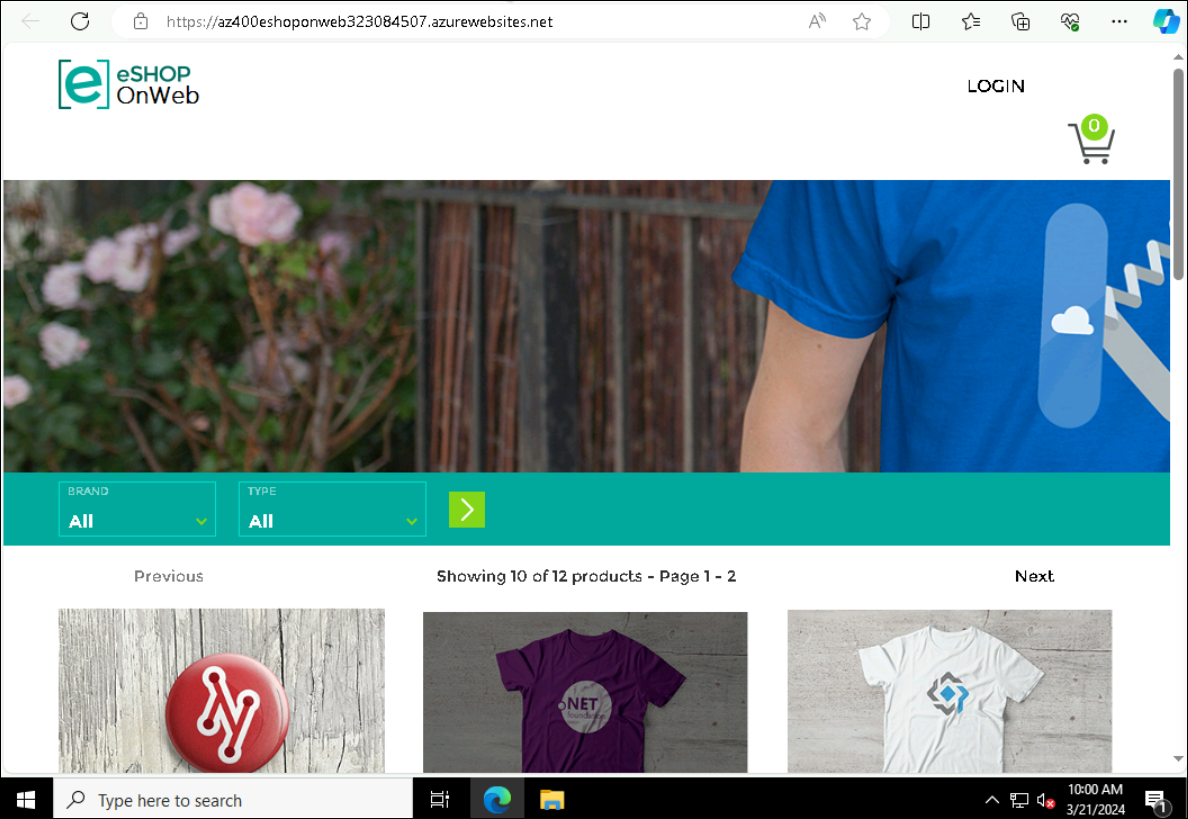 https://az400eshoponweb323084507.azurewebsites.net
eSHOP
OnWeb
LOGIN
0
BRAND
All
TYPE
All
Previous
Showing 10 of 12 products - Page 1 - 2
Next
NET
foundation
Type here to search
10:00 AM
3/21/2024
1